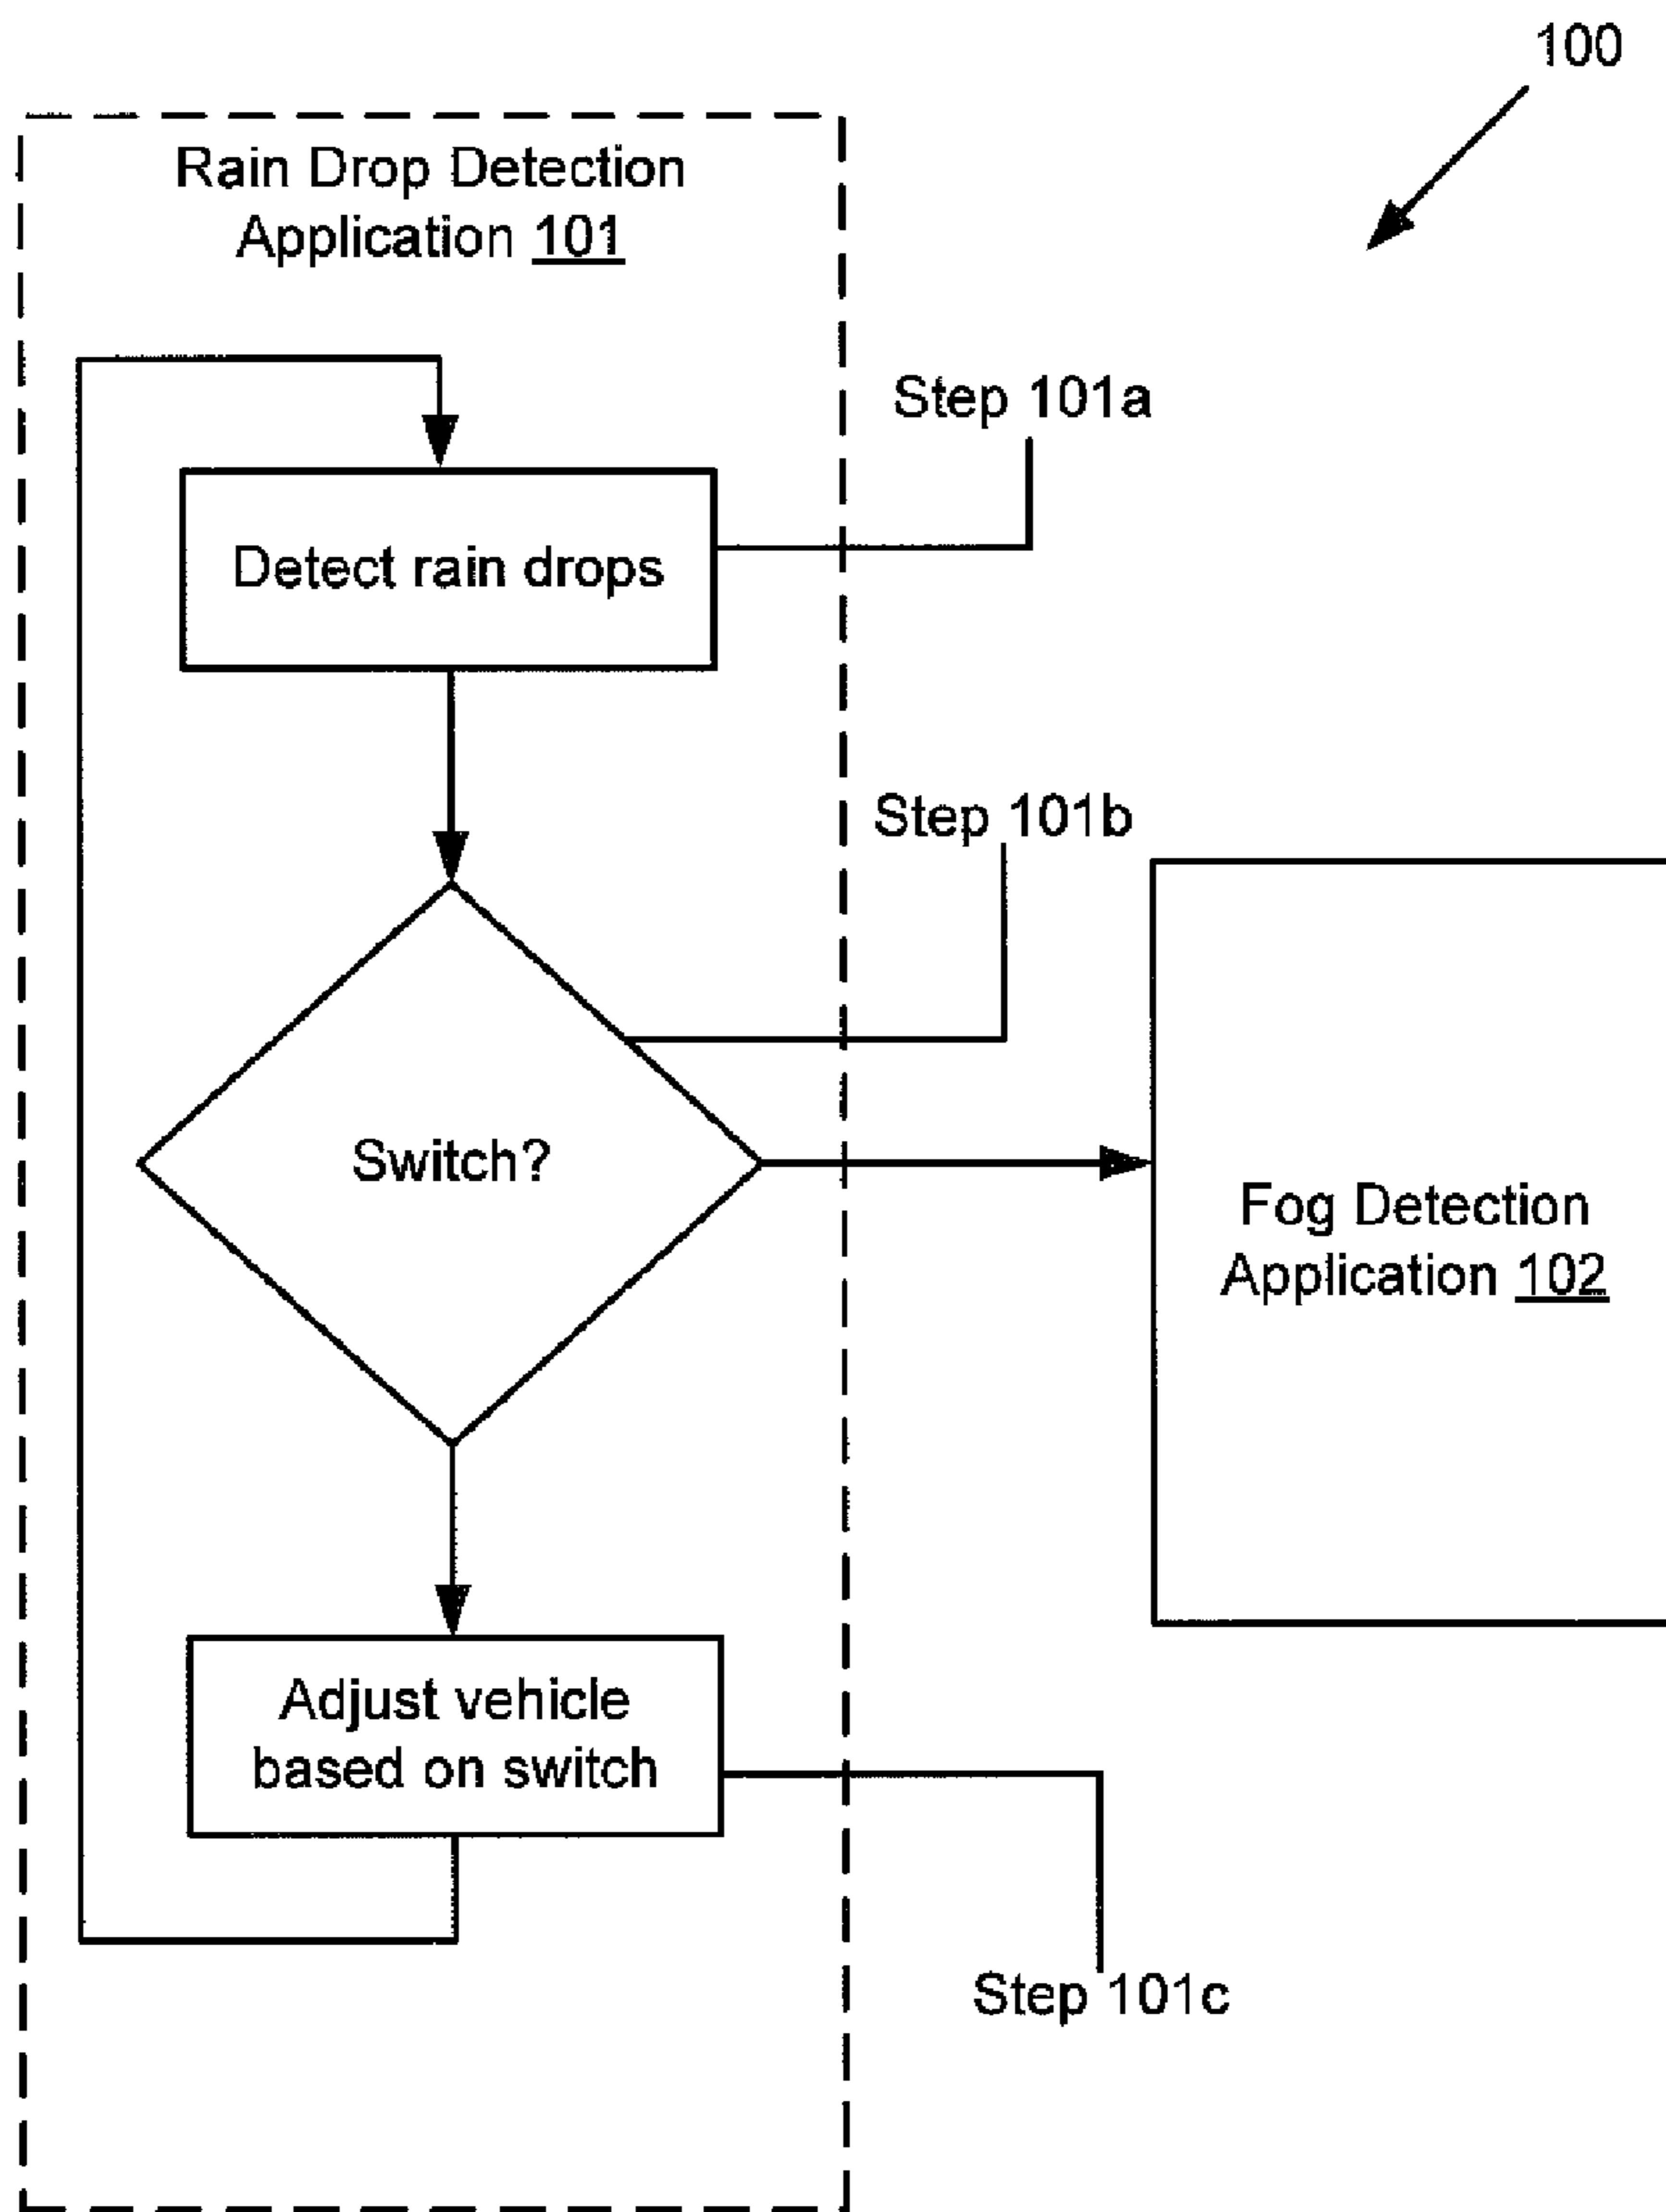 100
Rain Drop Detection
Application 101
Step 101a
Detect rain drops
Step 101b
Switch?
Fog Detection
Application 102
Adjust vehicle
based on switch
Step 101c